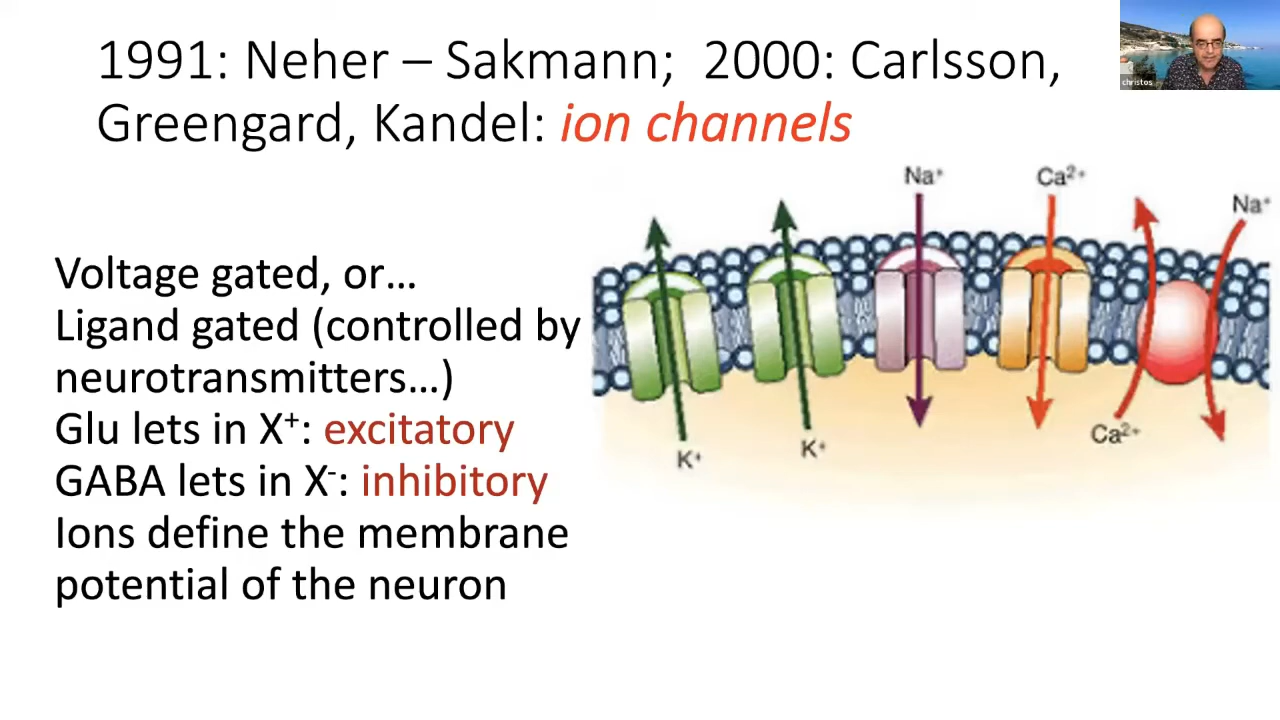 1991: Neher – Sakmann;  2000: Carlsson,
Greengard, Kandel: ion channels
christos
Na⁺
Ca²⁺
Na⁺
Voltage gated, or…
Ligand gated (controlled by
neurotransmitters…)
Glu lets in X⁺: excitatory
GABA lets in X⁻: inhibitory
Ions define the membrane
potential of the neuron
K⁺
K⁺
Ca²⁺